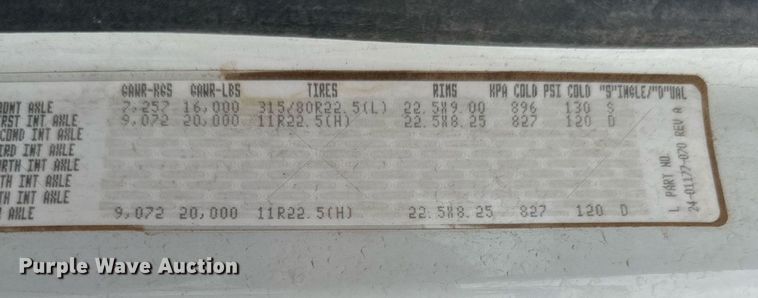 GAWR-KGS GAWR-LBS TIRES RIMS KPA COLD PSI COLD "S"INGLE/"D"UAL
RONT AXLE 7,257 16,000 315/80R22.5(L) 22.5X9.00 896 130 S
RST INT AXLE 9,072 20,000 11R22.5(H) 22.5X8.25 827 120 D
COND INT AXLE
IRD INT AXLE
RTH INT AXLE
TH INT AXLE
TH INT AXLE
AXLE 9,072 20,000 11R22.5(H) 22.5X8.25 827 120 D
L PART NO.
24-01177-070 REV A
Purple Wave Auction